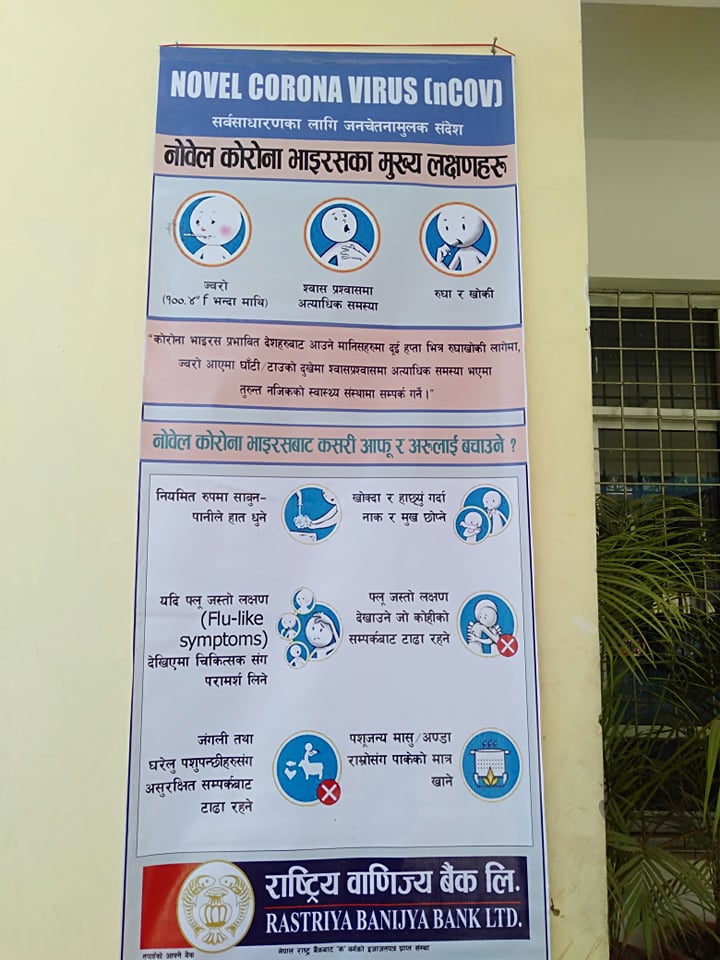 NOVEL CORONA VIRUS (nCOV)
सर्वसाधारणका लागि जनचेतनामुलक संदेश
नोवेल कोरोना भाइरसका मुख्य लक्षणहरू
ज्वरो
(१००.४° f भन्दा माथि)
श्वास प्रश्वासमा
अत्याधिक समस्या
रुघा र खोकी
“कोरोना भाइरस प्रभावित देशहरुबाट आउने मानिसहरुमा दूई हप्ता भित्र रुघाखोकी लागेमा,
ज्वरो आएमा घाँटी/टाउको दुखेमा श्वासप्रश्वासमा अत्याधिक समस्या भएमा
तुरुन्त नजिकको स्वास्थ्य संस्थामा सम्पर्क गर्ने ।”
नोवेल कोरोना भाइरसबाट कसरी आफू र अरुलाई बचाउने ?
नियमित रुपमा साबुन-
पानीले हात धुने
खोक्दा र हाछ्युं गर्दा
नाक र मुख छोप्ने
यदि फ्लू जस्तो लक्षण
(Flu-like
symptoms)
देखिएमा चिकित्सक संग
परामर्श लिने
फ्लू जस्तो लक्षण
देखाउने जो कोहीको
सम्पर्कबाट टाढा रहने
जंगली तथा
घरेलु पशुपन्छीहरुसंग
असुरक्षित सम्पर्कबाट
टाढा रहने
पशूजन्य मासु/अण्डा
राम्रोसंग पाकेको मात्र
खाने
राष्ट्रिय वाणिज्य बैंक लि.
RASTRIYA BANIJYA BANK LTD.
तपाईंको आफ्नै बैंक
नेपाल राष्ट्र बैंकबाट 'क' वर्गको इजाजतपत्र प्राप्त संस्था